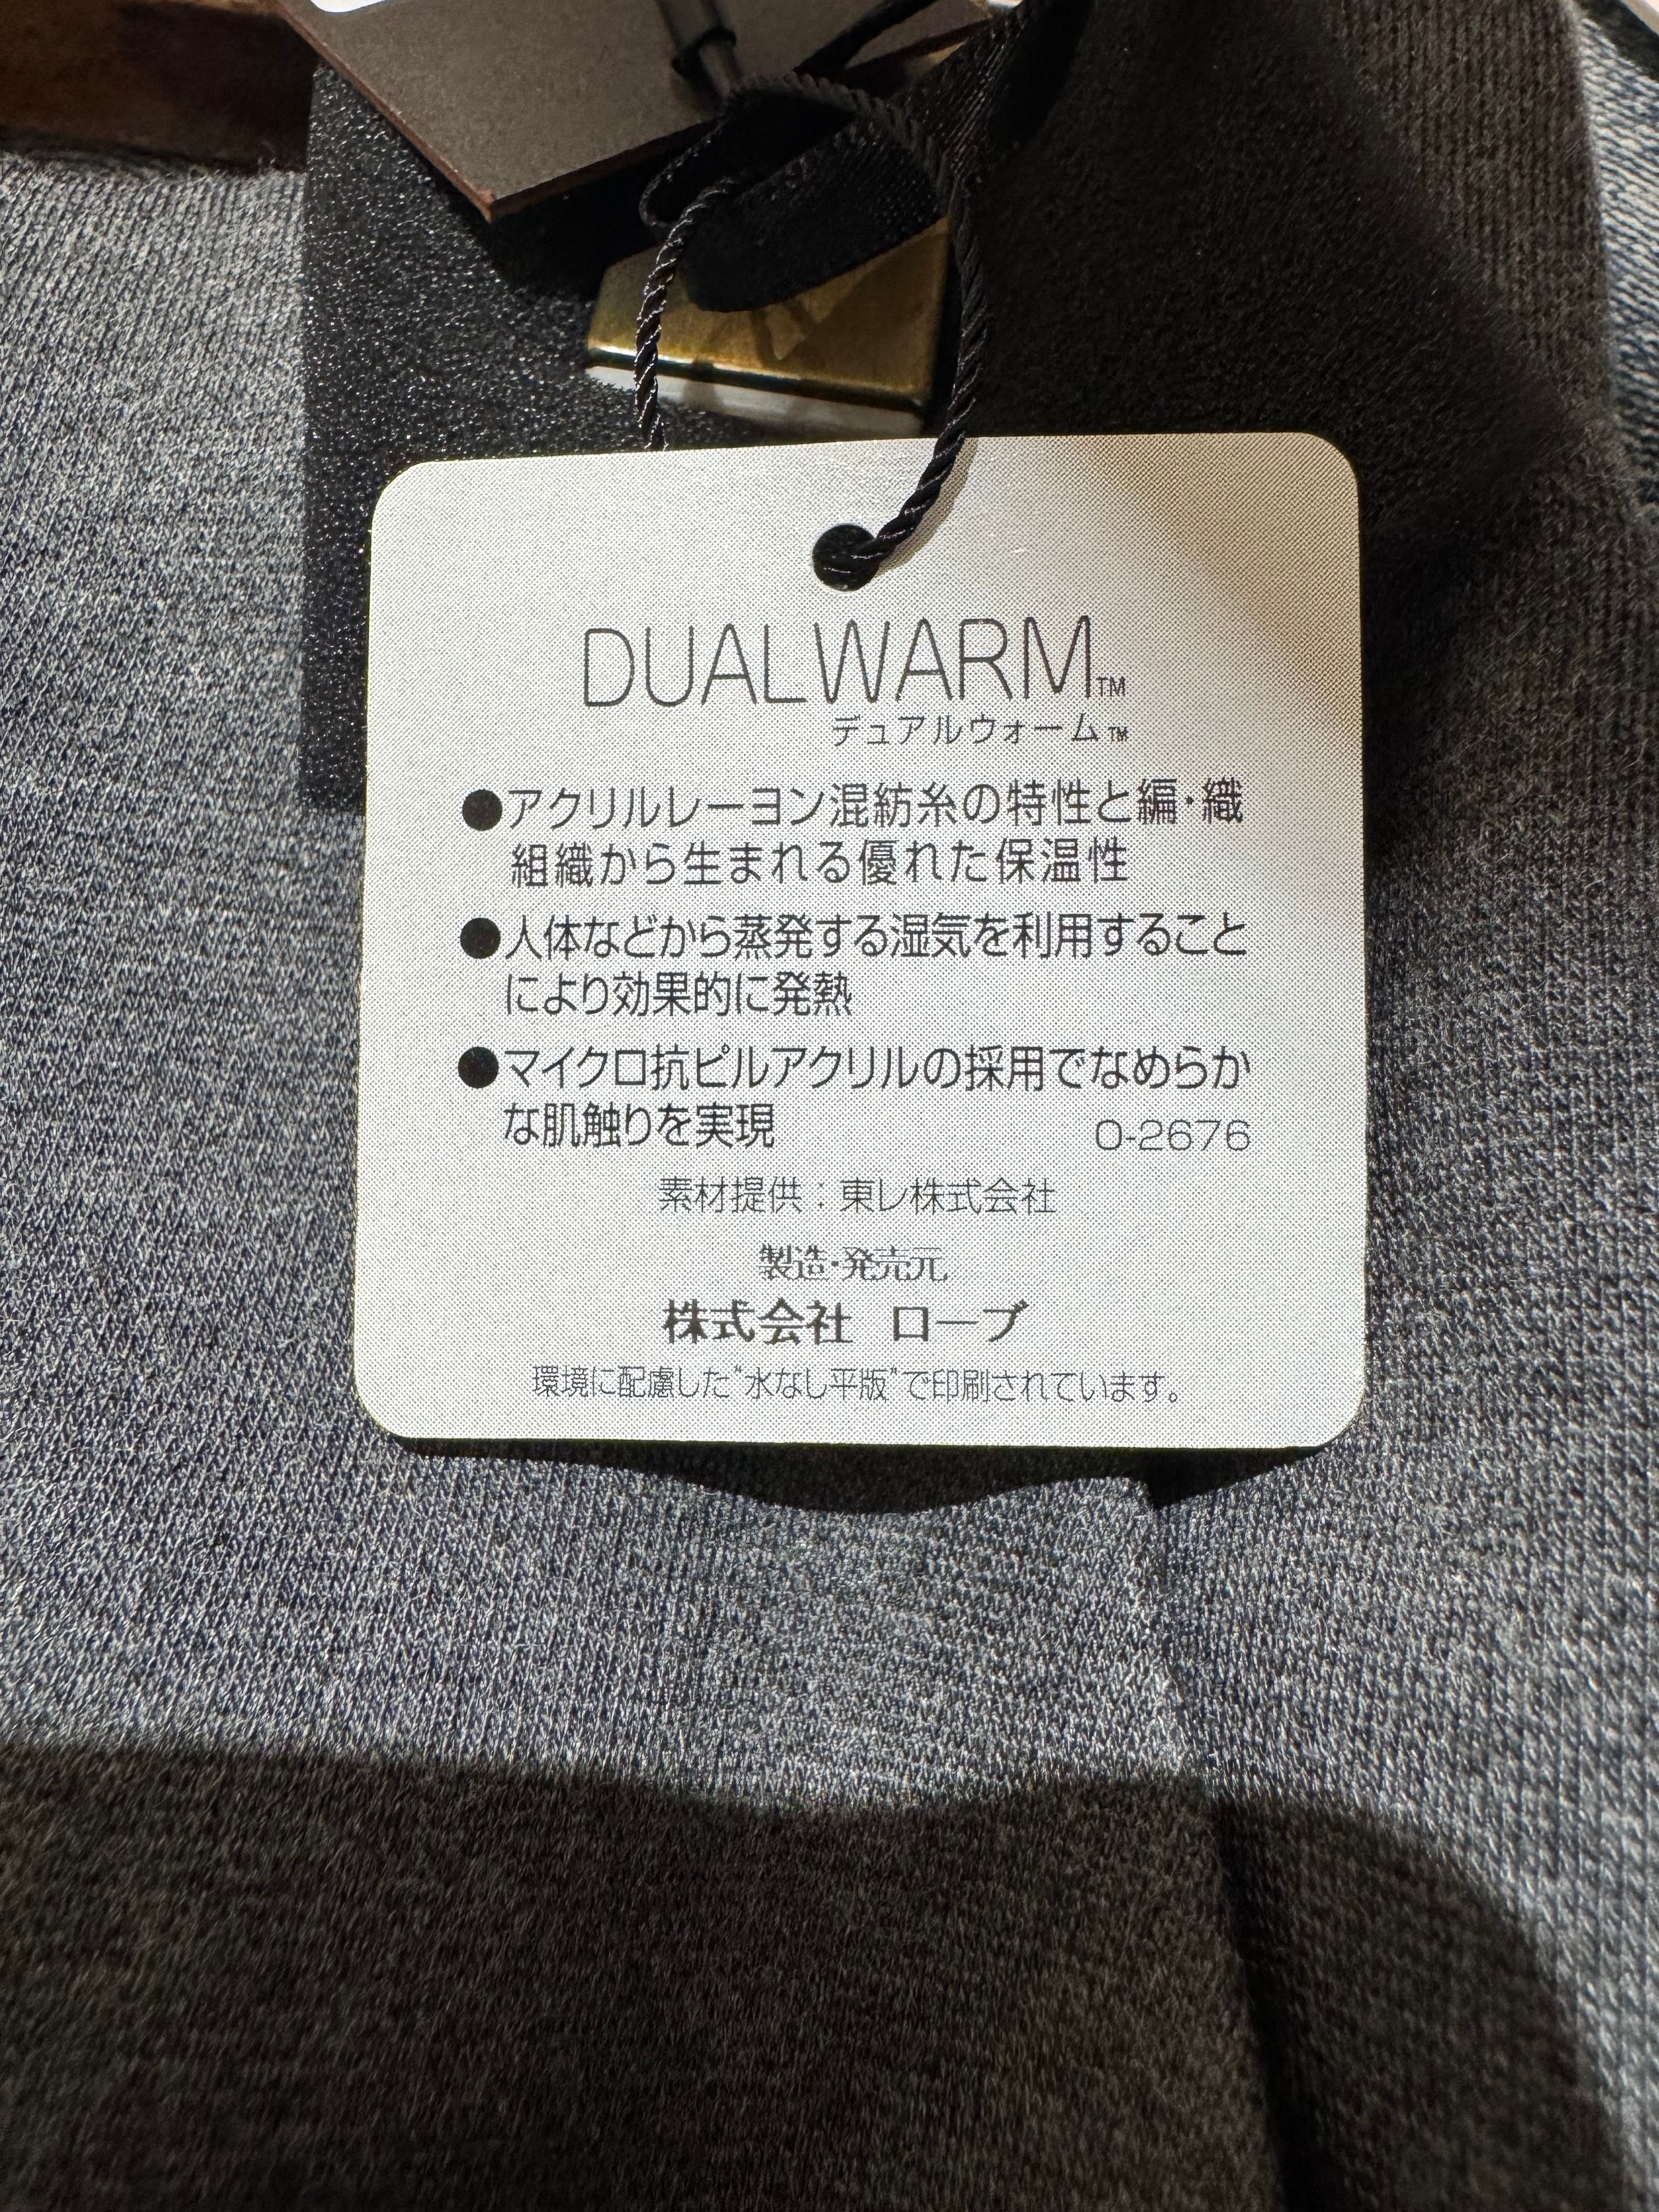 DUALWARM™
デュアルウォーム™
●アクリルレーヨン混紡糸の特性と編・織
組織から生まれる優れた保温性
●人体などから蒸発する湿気を利用すること
により効果的に発熱
●マイクロ抗ピルアクリルの採用でなめらか
な肌触りを実現
O-2676
素材提供：東レ株式会社
製造・発売元
株式会社 ローブ
環境に配慮した“水なし平版”で印刷されています。